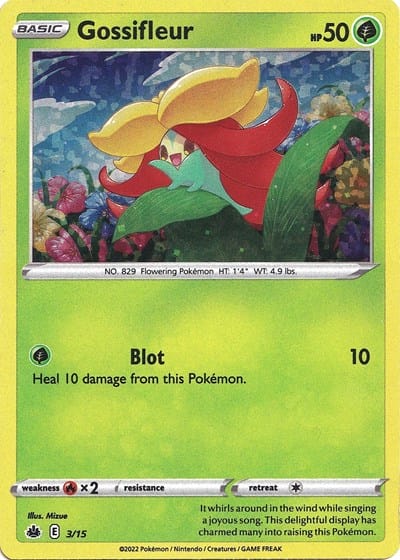 BASIC Gossifleur HP 50
NO. 829 Flowering Pokémon HT: 1'4" WT: 4.9 lbs.
Blot 10
Heal 10 damage from this Pokémon.
weakness ×2 resistance retreat
Illus. Mizue
E 3/15
It whirls around in the wind while singing
a joyous song. This delightful display has
charmed many into raising this Pokémon.
©2022 Pokémon / Nintendo / Creatures / GAME FREAK